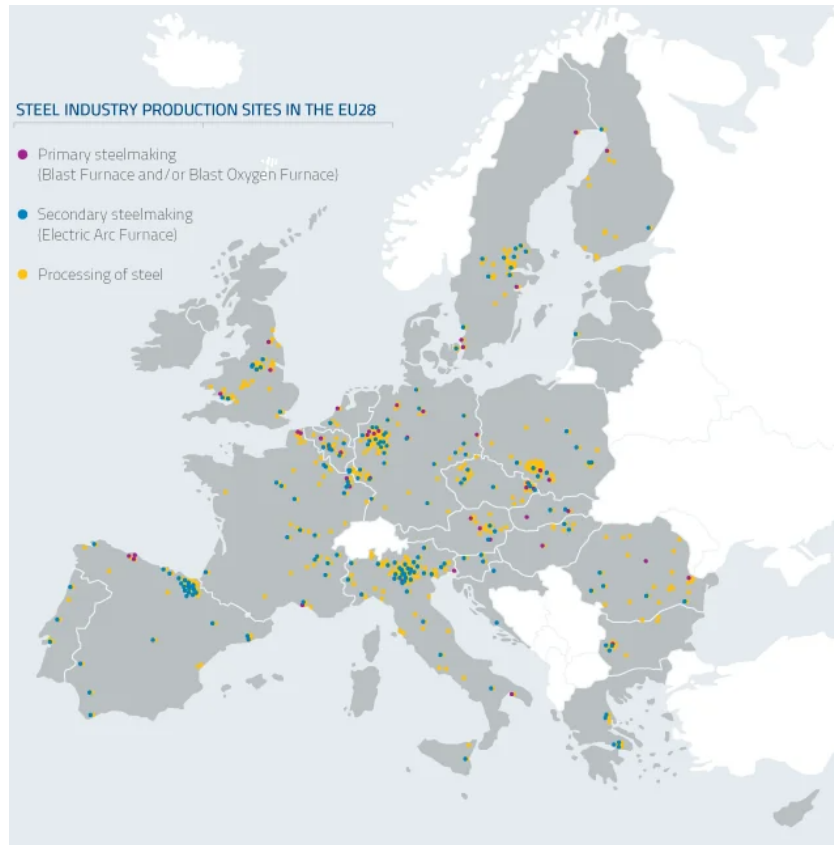 STEEL INDUSTRY PRODUCTION SITES IN THE EU28
Primary steelmaking
(Blast Furnace and/or Blast Oxygen Furnace)
Secondary steelmaking
(Electric Arc Furnace)
Processing of steel